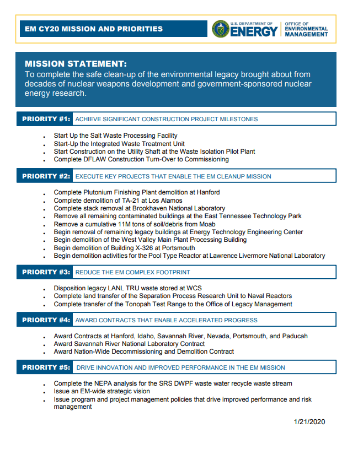 EM CY20 MISSION AND PRIORITIES
U.S. DEPARTMENT OF
ENERGY
OFFICE OF
ENVIRONMENTAL
MANAGEMENT
MISSION STATEMENT:
To complete the safe clean-up of the environmental legacy brought about from
decades of nuclear weapons development and government-sponsored nuclear
energy research.
PRIORITY #1: ACHIEVE SIGNIFICANT CONSTRUCTION PROJECT MILESTONES
• Start Up the Salt Waste Processing Facility
• Start-Up the Integrated Waste Treatment Unit
• Start Construction on the Utility Shaft at the Waste Isolation Pilot Plant
• Complete DFLAW Construction Turn-Over to Commissioning
PRIORITY #2: EXECUTE KEY PROJECTS THAT ENABLE THE EM CLEANUP MISSION
• Complete Plutonium Finishing Plant demolition at Hanford
• Complete demolition of TA-21 at Los Alamos
• Complete stack removal at Brookhaven National Laboratory
• Remove all remaining contaminated buildings at the East Tennessee Technology Park
• Remove a cumulative 11M tons of soil/debris from Moab
• Begin removal of remaining legacy buildings at Energy Technology Engineering Center
• Begin demolition of the West Valley Main Plant Processing Building
• Begin demolition of Building X-326 at Portsmouth
• Begin demolition activities for the Pool Type Reactor at Lawrence Livermore National Laboratory
PRIORITY #3: REDUCE THE EM COMPLEX FOOTPRINT
• Disposition legacy LANL TRU waste stored at WCS
• Complete land transfer of the Separation Process Research Unit to Naval Reactors
• Complete transfer of the Tonopah Test Range to the Office of Legacy Management
PRIORITY #4: AWARD CONTRACTS THAT ENABLE ACCELERATED PROGRESS
• Award Contracts at Hanford, Idaho, Savannah River, Nevada, Portsmouth, and Paducah
• Award Savannah River National Laboratory Contract
• Award Nation-Wide Decommissioning and Demolition Contract
PRIORITY #5: DRIVE INNOVATION AND IMPROVED PERFORMANCE IN THE EM MISSION
• Complete the NEPA analysis for the SRS DWPF waste water recycle waste stream
• Issue an EM-wide strategic vision
• Issue program and project management policies that drive improved performance and risk
management
1/21/2020